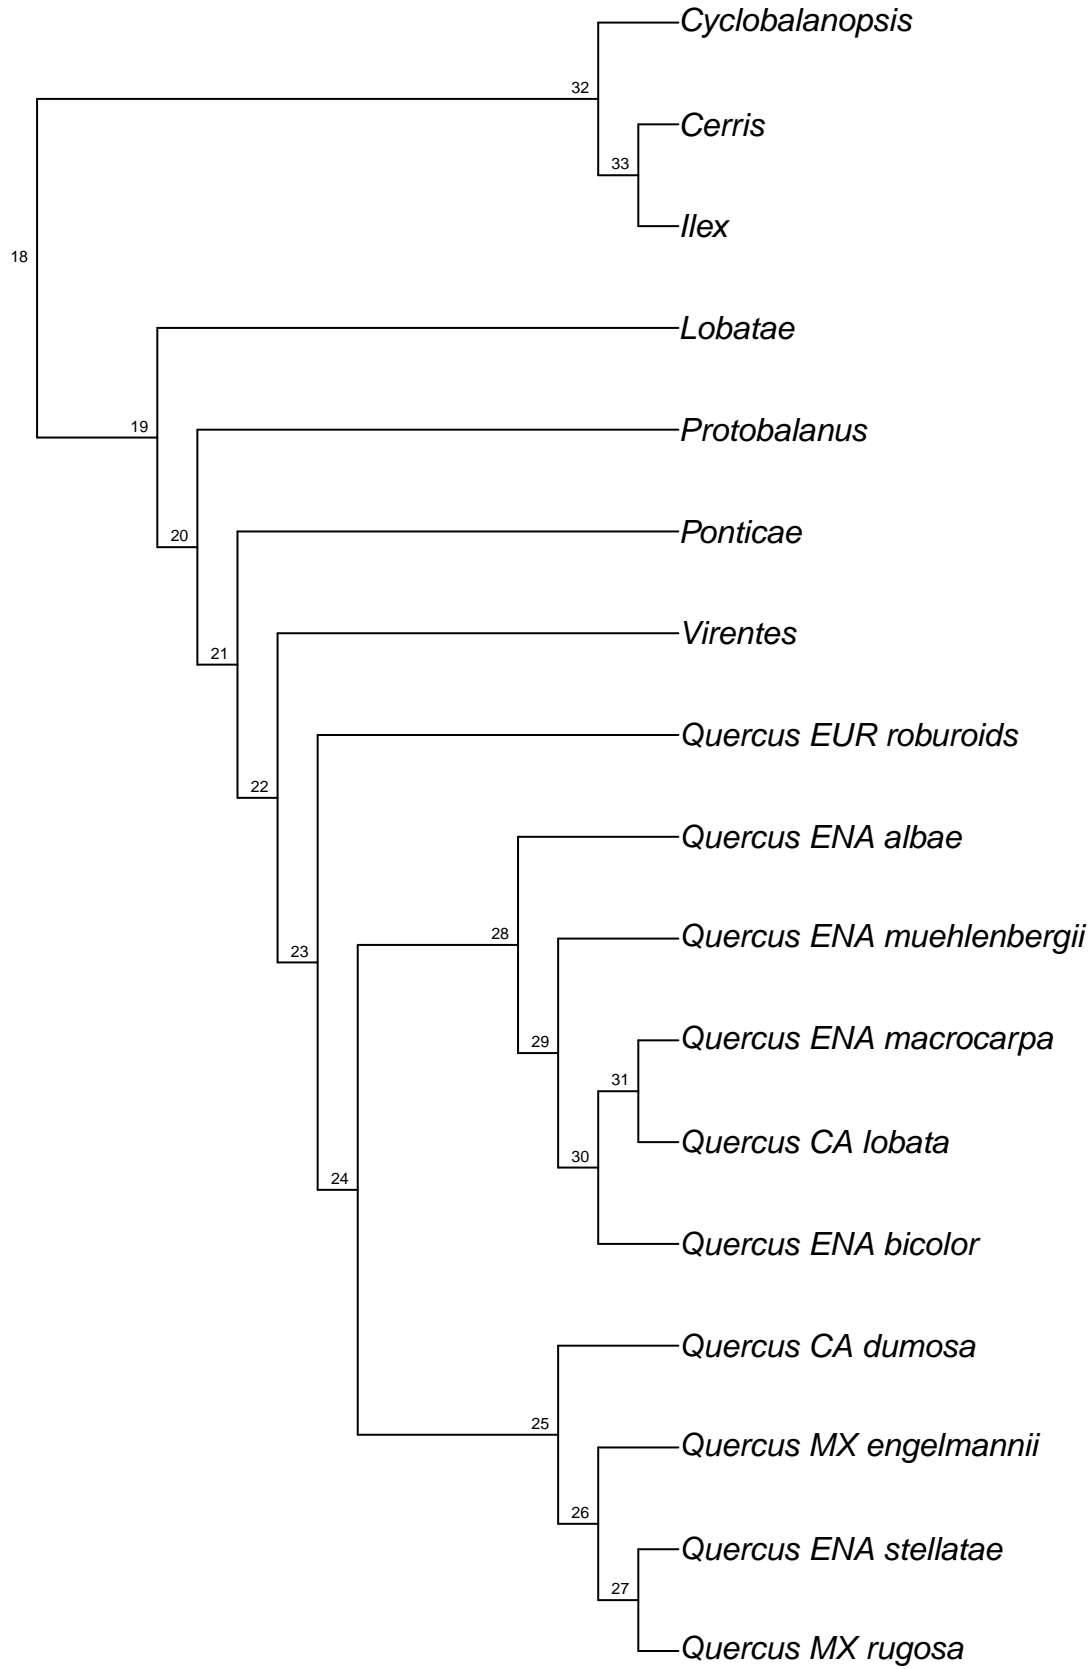 Cyclobalanopsis
32
Cerris
33
Ilex
18
Lobatae
19
Protobalanus
20
Ponticae
21
Virentes
22
Quercus EUR roburoids
23
Quercus ENA albae
28
Quercus ENA muehlenbergii
29
Quercus ENA macrocarpa
31
Quercus CA lobata
30
24
Quercus ENA bicolor
Quercus CA dumosa
25
Quercus MX engelmannii
26
Quercus ENA stellatae
27
Quercus MX rugosa